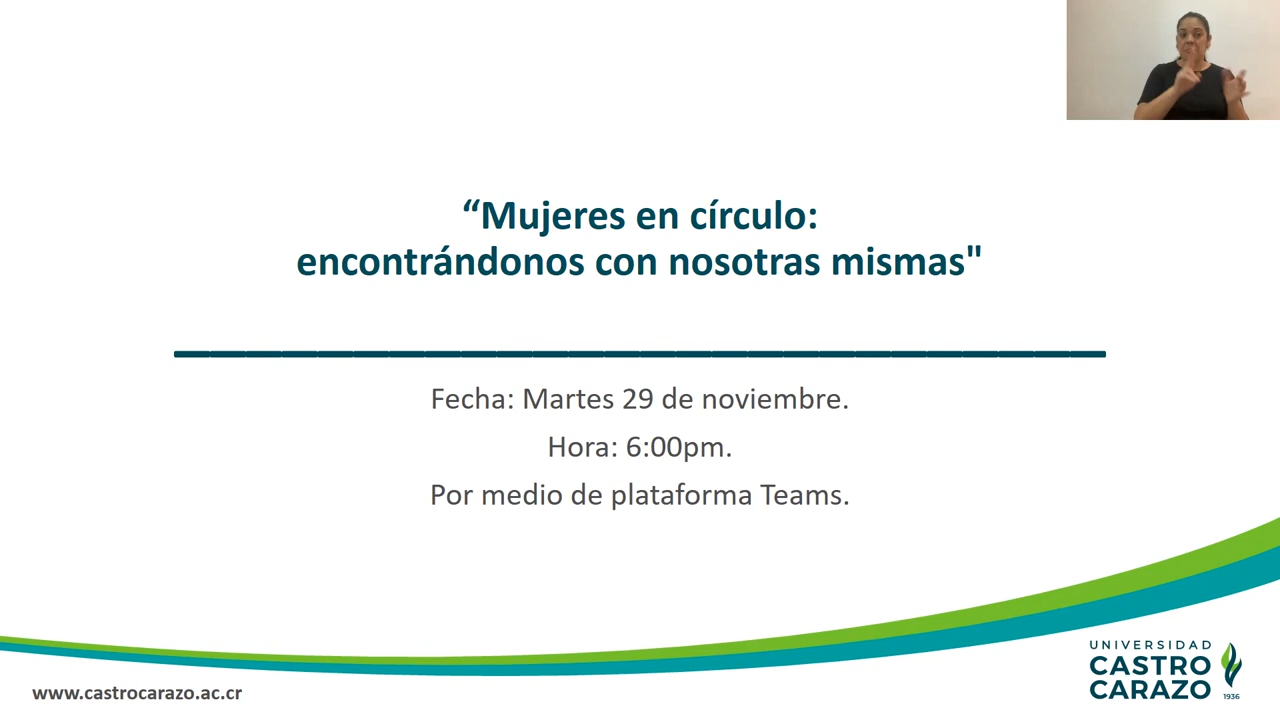 “Mujeres en círculo:
encontrándonos con nosotras mismas"
Fecha: Martes 29 de noviembre.
Hora: 6:00pm.
Por medio de plataforma Teams.
www.castrocarazo.ac.cr
UNIVERSIDAD
CASTRO
CARAZO
1936